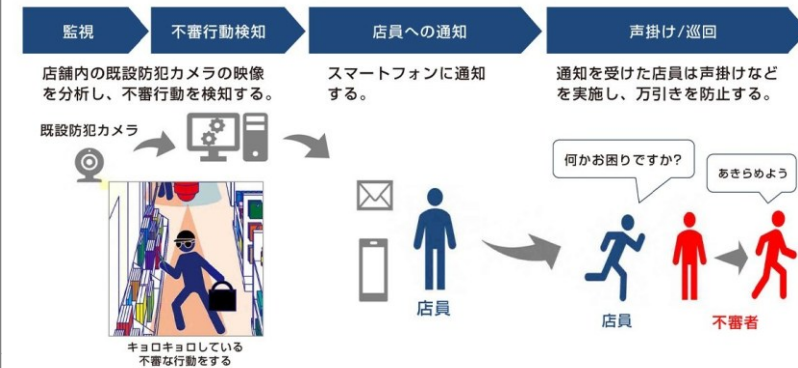 監視
不審行動検知
店員への通知
声掛け/巡回
店舗内の既設防犯カメラの映像
を分析し、不審行動を検知する。
スマートフォンに通知
する。
通知を受けた店員は声掛けなど
を実施し、万引きを防止する。
既設防犯カメラ
何かお困りですか?
あきらめよう
店員
店員
不審者
キョロキョロしている
不審な行動をする